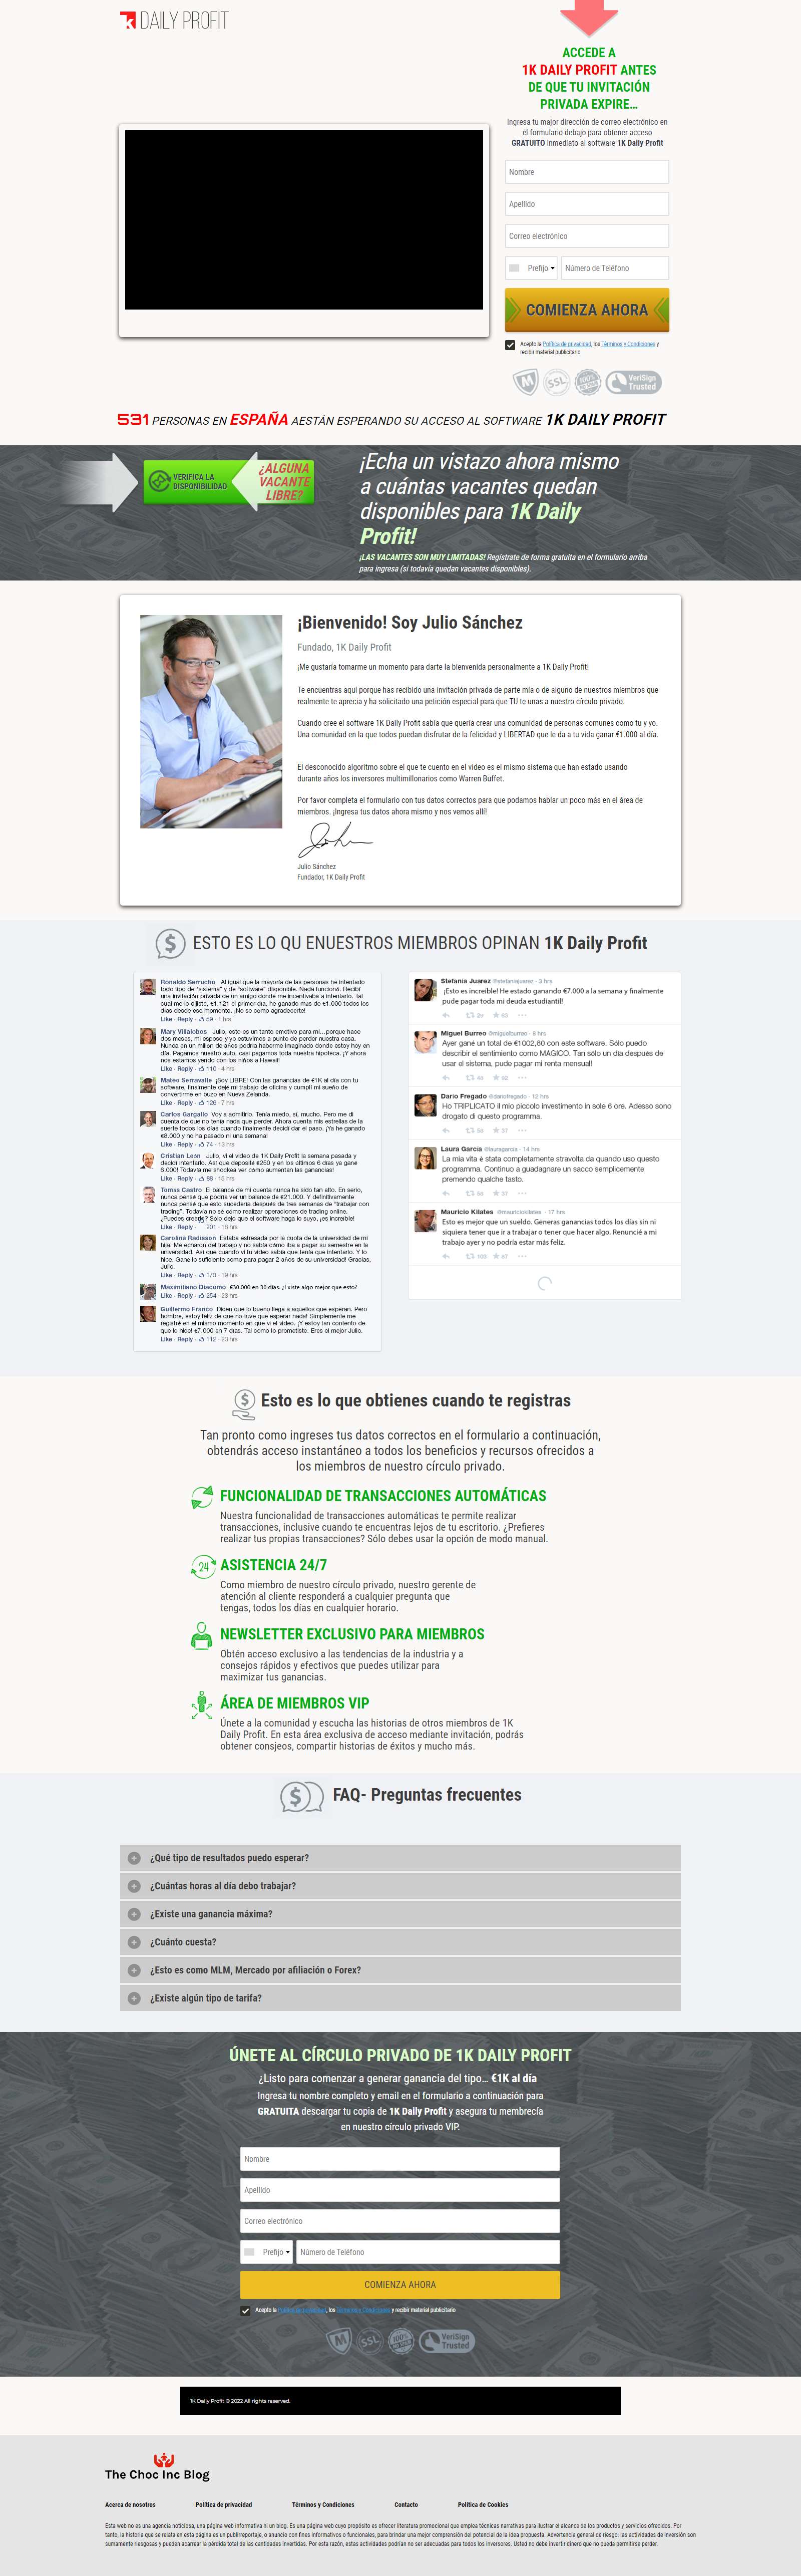 1K DAILY PROFIT
ACCEDE A
1K DAILY PROFIT ANTES
DE QUE TU INVITACIÓN
PRIVADA EXPIRE...
Ingresa tu major dirección de correo electrónico en
el formulario debajo para obtener acceso
GRATUITO inmediato al software 1K Daily Profit
Nombre
Apellido
Correo electrónico
Prefijo
Número de Teléfono
COMIENZA AHORA
Acepto la Política de privacidad, los Términos y Condiciones y
recibir material publicitario
M
SSL
VeriSign
Trusted
531 PERSONAS EN ESPAÑA AESTÁN ESPERANDO SU ACCESO AL SOFTWARE 1K DAILY PROFIT
VERIFICA LA
DISPONIBILIDAD
¿ALGUNA
VACANTE
LIBRE?
¡Echa un vistazo ahora mismo
a cuántas vacantes quedan
disponibles para 1K Daily
Profit!
¡LAS VACANTES SON MUY LIMITADAS! Regístrate de forma gratuita en el formulario arriba
para ingresa (si todavía quedan vacantes disponibles).
¡Bienvenido! Soy Julio Sánchez
Fundado, 1K Daily Profit
¡Me gustaría tomarme un momento para darte la bienvenida personalmente a 1K Daily Profit!
Te encuentras aquí porque has recibido una invitación privada de parte mía o de alguno de nuestros miembros que
realmente te aprecia y ha solicitado una petición especial para que TU te unas a nuestro círculo privado.
Cuando cree el software 1K Daily Profit sabía que quería crear una comunidad de personas comunes como tu y yo.
Una comunidad en la que todos puedan disfrutar de la felicidad y LIBERTAD que le da a tu vida ganar €1.000 al día.
El desconocido algoritmo sobre el que te cuento en el video es el mismo sistema que han estado usando
durante años los inversores multimillonarios como Warren Buffet.
Por favor completa el formulario con tus datos correctos para que podamos hablar un poco más en el área de
miembros. ¡Ingresa tus datos ahora mismo y nos vemos allí!
Julio Sánchez
Fundador, 1K Daily Profit
ESTO ES LO QU ENUESTROS MIEMBROS OPINAN 1K Daily Profit
Ronaldo Serrucho Al igual que la mayoría de las personas he intentado
todo tipo de "sistema" y de "software" disponible. Nada funcionó. Recibí
una invitación privada de un amigo donde me incentivaba a intentarlo. Tal
cual me lo dijiste, €1.121 el primer día, he ganado más de €1.000 todos los
días desde ese momento. ¡No se cómo agradecerte!
Like · Reply · 59 · 1 hrs
Mary Villalobos Julio, esto es un tanto emotivo para mi...porque hace
dos meses, mi esposo y yo estuvimos a punto de perder nuestra casa.
Nunca en un millón de años podría haberme imaginado donde estoy hoy en
día. Pagamos nuestro auto, casi pagamos toda nuestra hipoteca. ¡Y ahora
nos estamos yendo con los niños a Hawaii!
Like · Reply · 110 · 4 hrs
Mateo Serravalle ¡Soy LIBRE! Con las ganancias de €1K al día con tu
software, finalmente dejé mi trabajo de oficina y cumplí mi sueño de
convertirme en buzo en Nueva Zelanda.
Like · Reply · 126 · 7 hrs
Carlos Gargallo Voy a admitirlo. Tenía miedo, sí, mucho. Pero me di
cuenta de que no tenía nada que perder. Ahora cuento mis estrellas de la
suerte todos los días cuando finalmente decidí dar el paso. ¡Ya he ganado
€8.000 y no ha pasado ni una semana!
Like · Reply · 74 · 13 hrs
Cristian Leon Julio, vi el video de 1K Daily Profit la semana pasada y
decidí intentarlo. Así que deposité €250 y en los últimos 6 días ya gané
6.000! Todavía me shockea ver cómo aumentan las ganancias!
Like · Reply · 88 · 15 hrs
Tomas Castro El balance de mi cuenta nunca ha sido tan alto. En serio,
nunca pensé que podría ver un balance de €21.000. Y definitivamente
nunca pensé que esto sucedería después de tres semanas de "trabajar con
trading". Todavía no sé cómo realizar operaciones de trading online.
¿Puedes creerlo? Sólo dejo que el software haga lo suyo, ¡es increíble!
Like · Reply · 201 · 18 hrs
Carolina Radisson Estaba estresada por la cuota de la universidad de mi
hija. Me echaron del trabajo y no sabía cómo iba a pagar su semestre en la
universidad. Así que cuando vi tu video sabía que tenía que intentarlo. Y lo
hice. Gané lo suficiente como para pagar 2 años de su universidad! Gracias,
Julio.
Like · Reply · 173 · 19 hrs
Maximiliano Diacomo €30.000 en 30 días. ¿Existe algo mejor que esto?
Like · Reply · 254 · 23 hrs
Guillermo Franco Dicen que lo bueno llega a aquellos que esperan. Pero
hombre, estoy feliz de que no tuve que esperar nada! Simplemente me
registré en el mismo momento en que vi el video. ¡Y estoy tan contento de
que lo hice! €7.000 en 7 días. Tal como lo prometiste. Eres el mejor Julio.
Like · Reply · 112 · 23 hrs
Stefanía Juarez @stefaniajuarez · 3 hrs
¡Esto es increíble! He estado ganando €7.000 a la semana y finalmente
pude pagar toda mi deuda estudiantil!
Miguel Burreo @miguelburreo · 8 hrs
Ayer gané un total de €1002,80 con este software. Sólo puedo
describir el sentimiento como MÁGICO. Tan sólo un día después de
usar el sistema, pude pagar mi renta mensual!
Dario Fregado @dariofregado · 12 hrs
Ho TRIPLICATO il mio piccolo investimento in sole 6 ore. Adesso sono
drogato di questo programma.
Laura García @lauragarcia · 14 hrs
La mia vita è stata completamente stravolta da quando uso questo
programma. Continuo a guadagnare un sacco semplicemente
premendo qualche tasto.
Mauricio Kilates @mauriciokilates · 17 hrs
Esto es mejor que un sueldo. Generas ganancias todos los días sin ni
siquiera tener que ir a trabajar o tener que hacer algo. Renuncié a mi
trabajo ayer y no podría estar más feliz.
Esto es lo que obtienes cuando te registras
Tan pronto como ingreses tus datos correctos en el formulario a continuación,
obtendrás acceso instantáneo a todos los beneficios y recursos ofrecidos a
los miembros de nuestro círculo privado.
FUNCIONALIDAD DE TRANSACCIONES AUTOMÁTICAS
Nuestra funcionalidad de transacciones automáticas te permite realizar
transacciones, inclusive cuando te encuentras lejos de tu escritorio. ¿Prefieres
realizar tus propias transacciones? Sólo debes usar la opción de modo manual.
24
ASISTENCIA 24/7
Como miembro de nuestro círculo privado, nuestro gerente de
atención al cliente responderá a cualquier pregunta que
tengas, todos los días en cualquier horario.
NEWSLETTER EXCLUSIVO PARA MIEMBROS
Obtén acceso exclusivo a las tendencias de la industria y a
consejos rápidos y efectivos que puedes utilizar para
maximizar tus ganancias.
ÁREA DE MIEMBROS VIP
Únete a la comunidad y escucha las historias de otros miembros de 1K
Daily Profit. En esta área exclusiva de acceso mediante invitación, podrás
obtener consjeos, compartir historias de éxitos y mucho más.
FAQ- Preguntas frecuentes
¿Qué tipo de resultados puedo esperar?
¿Cuántas horas al día debo trabajar?
¿Existe una ganancia máxima?
¿Cuánto cuesta?
¿Esto es como MLM, Mercado por afiliación o Forex?
¿Existe algún tipo de tarifa?
ÚNETE AL CÍRCULO PRIVADO DE 1K DAILY PROFIT
¿Listo para comenzar a generar ganancia del tipo... €1K al día
Ingresa tu nombre completo y email en el formulario a continuación para
GRATUITA descargar tu copia de 1K Daily Profit y asegura tu membrecía
en nuestro círculo privado VIP.
Nombre
Apellido
Correo electrónico
Prefijo
Número de Teléfono
COMIENZA AHORA
Acepto la Política de privacidad, los Términos y Condiciones y recibir material publicitario
M
SSL
VeriSign
Trusted
1K Daily Profit © 2022 All rights reserved.
The Choc Inc Blog
Acerca de nosotros
Política de privacidad
Términos y Condiciones
Contacto
Política de Cookies
Esta web no es una agencia noticiosa, una página web informativa ni un blog. Es una página web cuyo propósito es ofrecer literatura promocional que emplea técnicas narrativas para ilustrar el alcance de los productos y servicios ofrecidos. Por
tanto, la historia que se relata en esta página es un publirreportaje, o anuncio con fines informativos o funcionales, para brindar una mejor comprensión del potencial de la idea propuesta. Advertencia general de riesgo: las actividades de inversión son
sumamente riesgosas y pueden acarrear la pérdida total de las cantidades invertidas. Por esta razón, estas actividades podrían no ser adecuadas para todos los inversores. Usted no debe invertir dinero que no pueda permitirse perder.